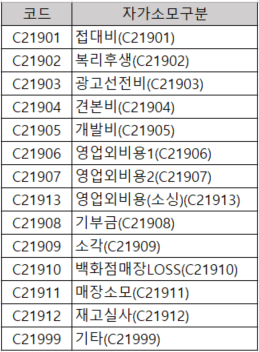 코드 자가소모구분
C21901 접대비(C21901)
C21902 복리후생(C21902)
C21903 광고선전비(C21903)
C21904 견본비(C21904)
C21905 개발비(C21905)
C21906 영업외비용1(C21906)
C21907 영업외비용2(C21907)
C21913 영업외비용(소싱)(C21913)
C21908 기부금(C21908)
C21909 소각(C21909)
C21910 백화점매장LOSS(C21910)
C21911 매장소모(C21911)
C21912 재고실사(C21912)
C21999 기타(C21999)